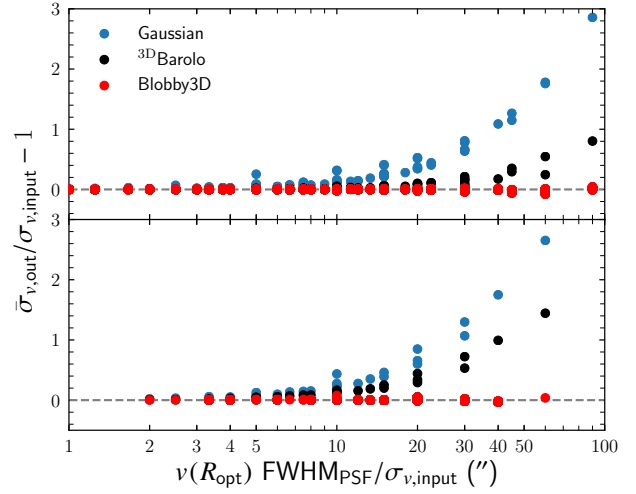 3
Gaussian
3DBarolo
Blobby3D
2
1
0
3
2
1
0
σ̄v,out/σv,input − 1
1 2 3 4 5 10 20 30 40 50 100
v(Ropt) FWHMPSF/σv,input (″)